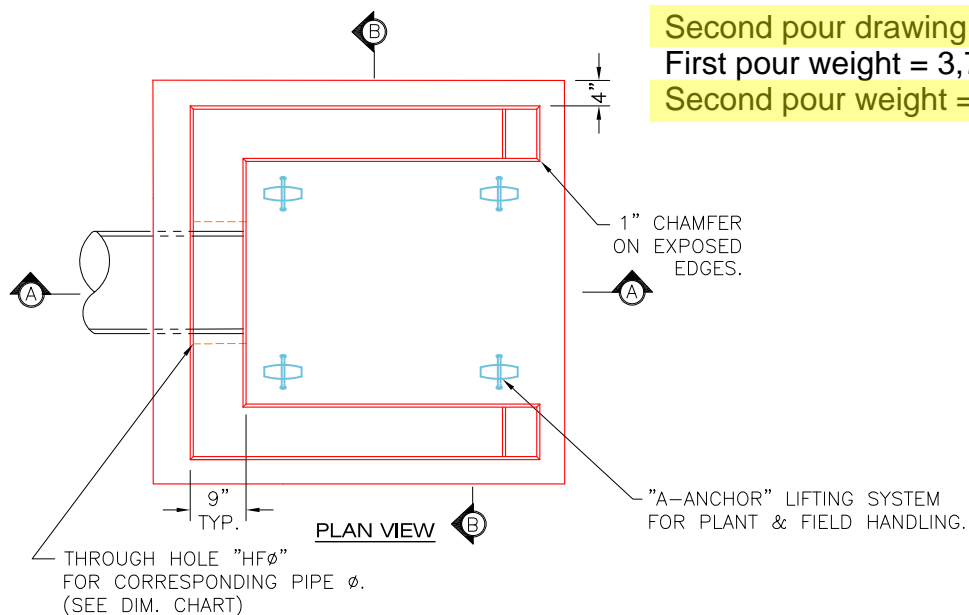 Second pour drawing
First pour weight = 3,
Second pour weight =
B
4"
1" CHAMFER
ON EXPOSED
EDGES.
A
A
9"
TYP.
PLAN VIEW
B
"A-ANCHOR" LIFTING SYSTEM
FOR PLANT & FIELD HANDLING.
THROUGH HOLE "HFø"
FOR CORRESPONDING PIPE ø.
(SEE DIM. CHART)